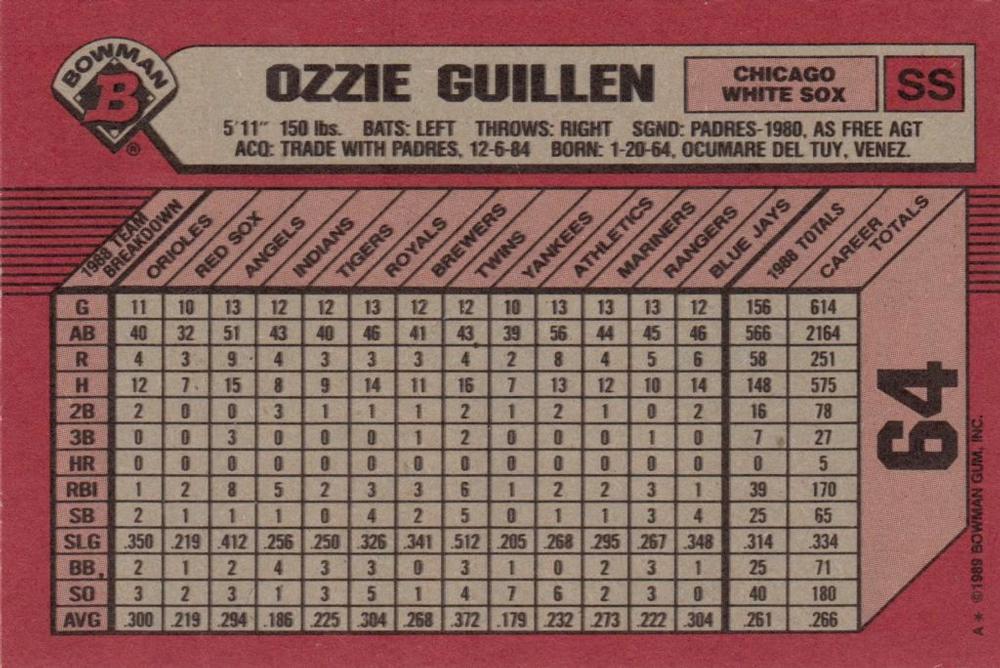 BOWMAN
B
®
OZZIE GUILLEN
CHICAGO
WHITE SOX
SS
5'11" 150 lbs. BATS: LEFT THROWS: RIGHT SGND: PADRES-1980, AS FREE AGT
ACQ: TRADE WITH PADRES, 12-6-84 BORN: 1-20-64, OCUMARE DEL TUY, VENEZ.
1988 TEAM BREAKDOWN ORIOLES RED SOX ANGELS INDIANS TIGERS ROYALS BREWERS TWINS YANKEES ATHLETICS MARINERS RANGERS BLUE JAYS 1988 TOTALS CAREER TOTALS
G 11 10 13 12 12 13 12 12 10 13 13 13 12 156 614
AB 40 32 51 43 40 46 41 43 39 56 44 45 46 566 2164
R 4 3 9 4 3 3 3 4 2 8 4 5 6 58 251
H 12 7 15 8 9 14 11 16 7 13 12 10 14 148 575
2B 2 0 0 3 1 1 1 2 1 2 1 0 2 16 78
3B 0 0 3 0 0 0 1 2 0 0 0 1 0 7 27
HR 0 0 0 0 0 0 0 0 0 0 0 0 0 0 5
RBI 1 2 8 5 2 3 3 6 1 2 2 3 1 39 170
SB 2 1 1 1 0 4 2 5 0 1 1 3 4 25 65
SLG .350 .219 .412 .256 .250 .326 .341 .512 .205 .268 .295 .267 .348 .314 .334
BB 2 1 2 4 3 3 0 3 1 0 2 3 1 25 71
SO 3 2 3 1 3 5 1 4 7 6 2 3 0 40 180
AVG .300 .219 .294 .186 .225 .304 .268 .372 .179 .232 .273 .222 .304 .261 .266
64
A** ©1989 BOWMAN GUM, INC.